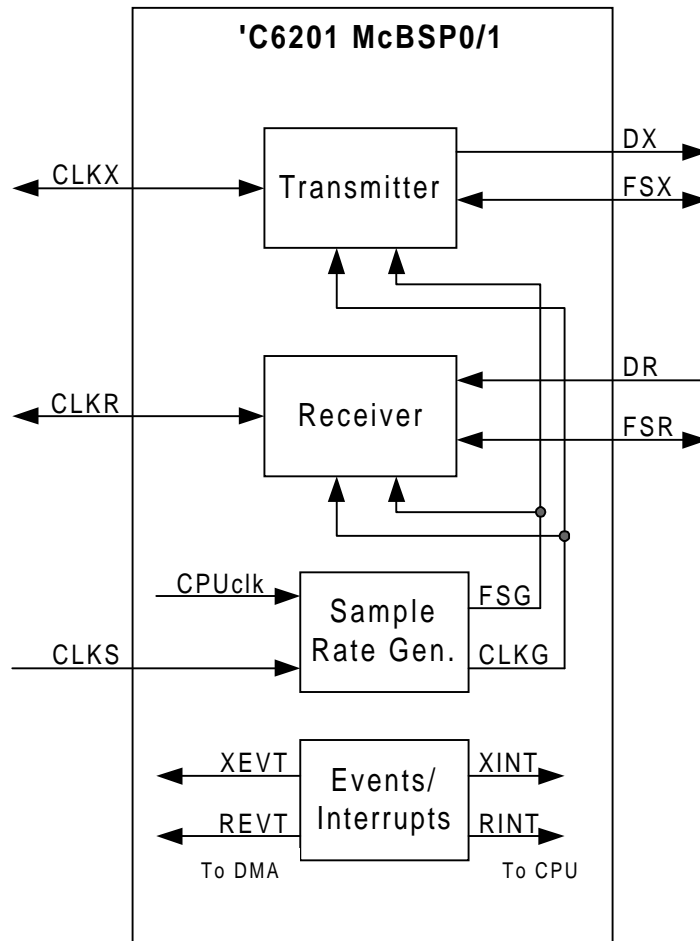 'C6201 McBSP0/1
DX
CLKX
Transmitter
FSX
DR
CLKR
Receiver
FSR
CPUclk
FSG
Sample
Rate Gen.
CLKS
CLKG
XEVT
Events/
Interrupts
XINT
REVT
RINT
To DMA
To CPU